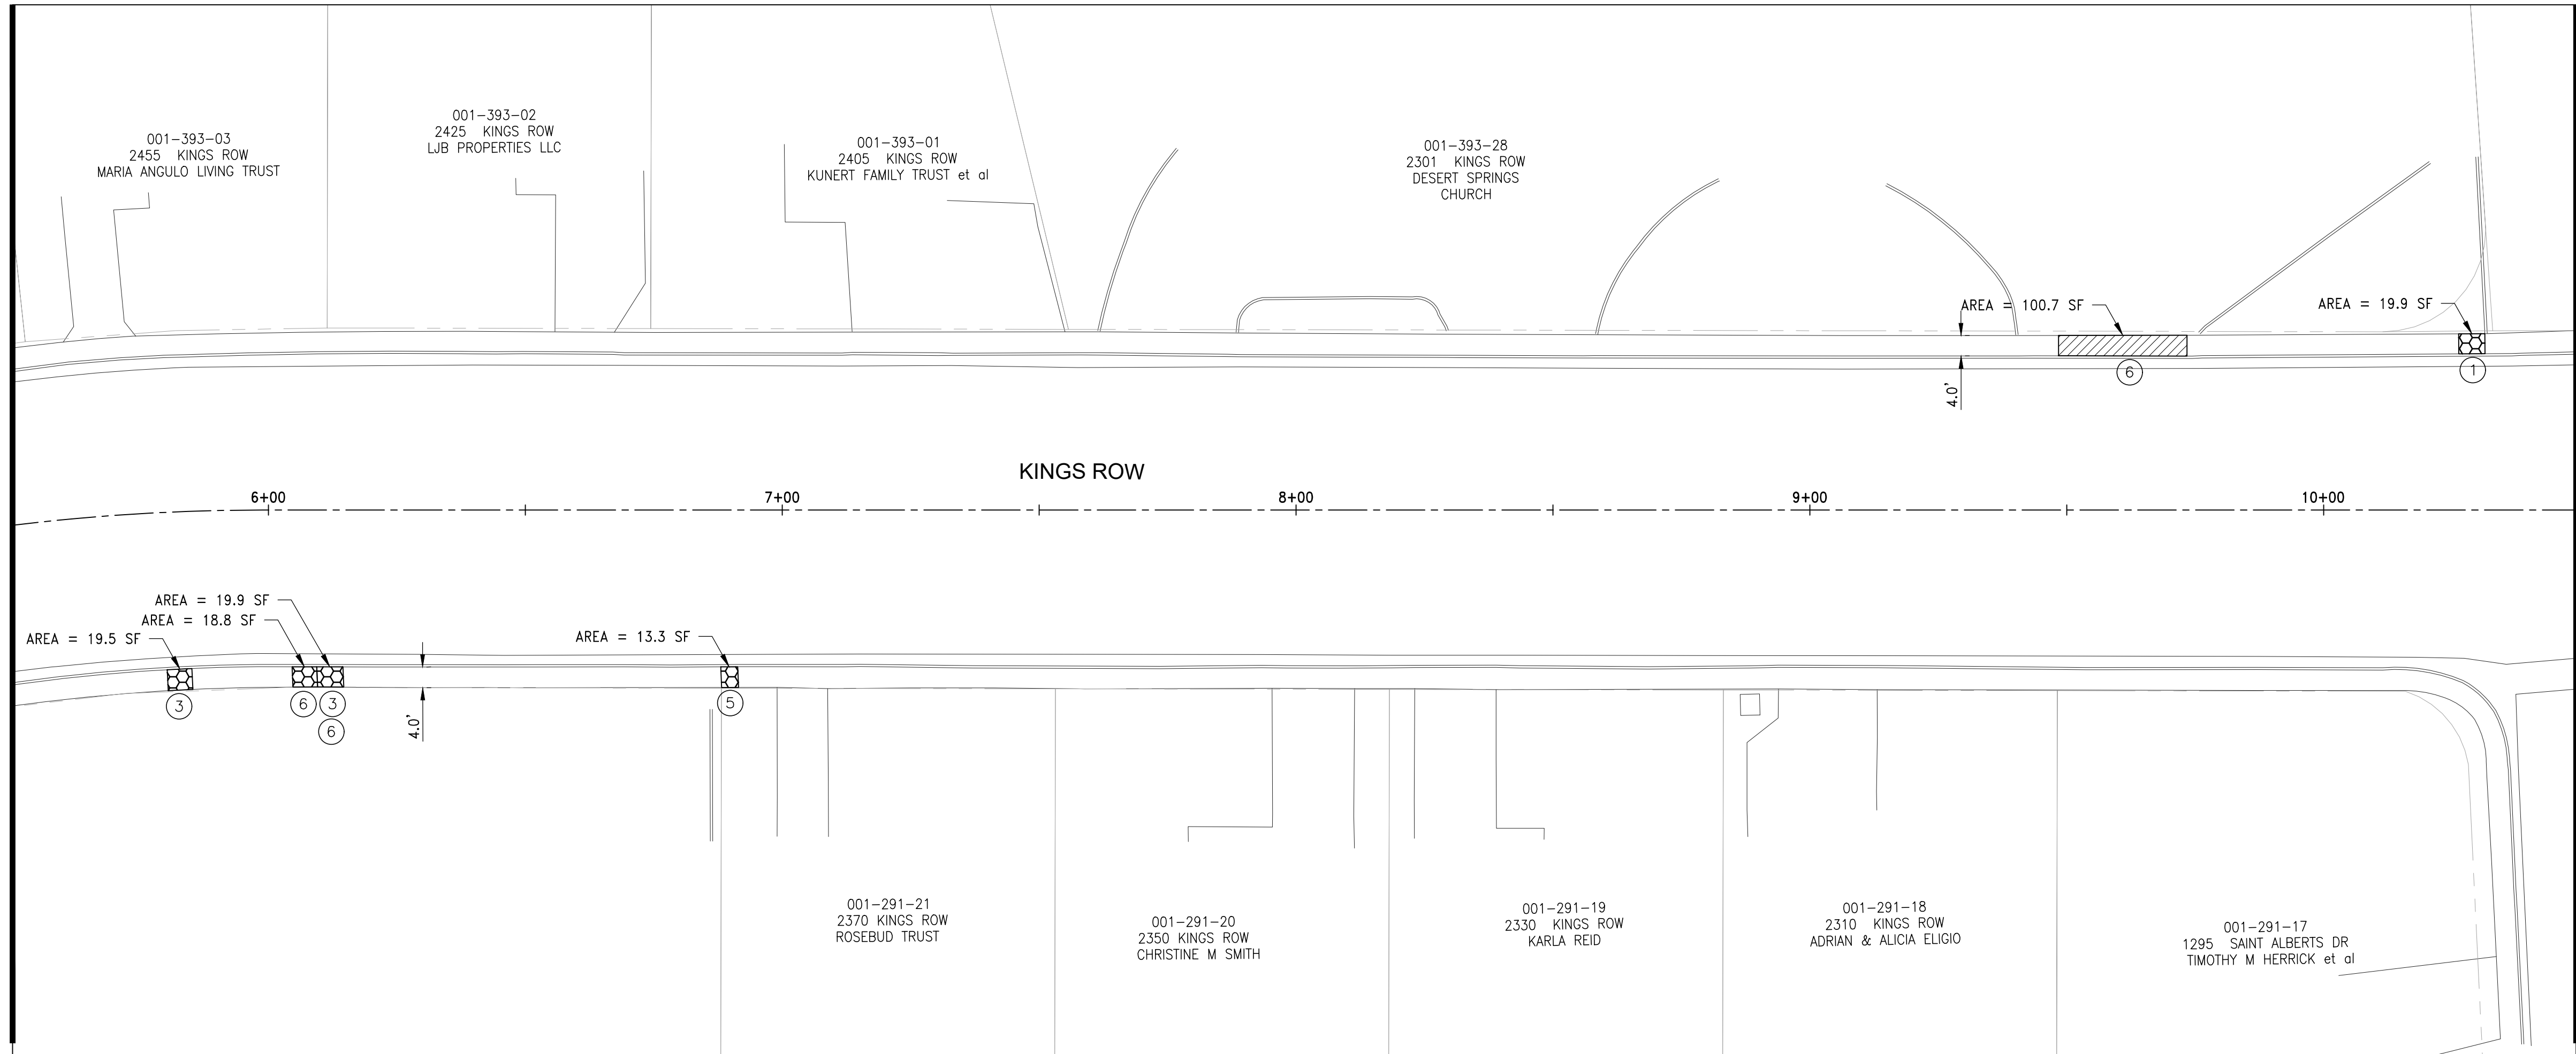 001-393-03
2455 KINGS ROW
MARIA ANGULO LIVING TRUST
001-393-02
2425 KINGS ROW
LJB PROPERTIES LLC
001-393-01
2405 KINGS ROW
KUNERT FAMILY TRUST et al
001-393-28
2301 KINGS ROW
DESERT SPRINGS
CHURCH
AREA = 100.7 SF
AREA = 19.9 SF
4.0'
6
1
KINGS ROW
6+00
7+00
8+00
9+00
10+00
AREA = 19.9 SF
AREA = 18.8 SF
AREA = 19.5 SF
AREA = 13.3 SF
3
6
3
6
4.0'
5
001-291-21
2370 KINGS ROW
ROSEBUD TRUST
001-291-20
2350 KINGS ROW
CHRISTINE M SMITH
001-291-19
2330 KINGS ROW
KARLA REID
001-291-18
2310 KINGS ROW
ADRIAN & ALICIA ELIGIO
001-291-17
1295 SAINT ALBERTS DR
TIMOTHY M HERRICK et al